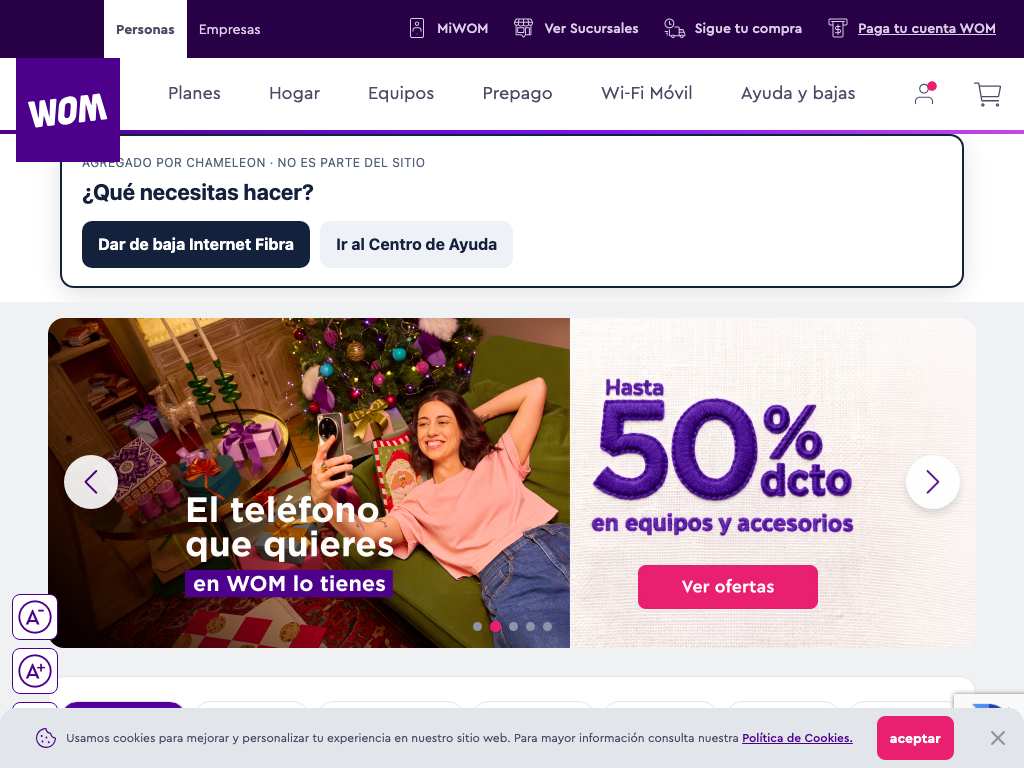 Personas
Empresas
MiWOM
Ver Sucursales
Sigue tu compra
Paga tu cuenta WOM
WOM
Planes
Hogar
Equipos
Prepago
Wi-Fi Móvil
Ayuda y bajas
AGREGADO POR CHAMELEON · NO ES PARTE DEL SITIO
¿Qué necesitas hacer?
Dar de baja Internet Fibra
Ir al Centro de Ayuda
El teléfono
que quieres
en WOM lo tienes
Hasta
50% dcto
en equipos y accesorios
Ver ofertas
A-
A+
Usamos cookies para mejorar y personalizar tu experiencia en nuestro sitio web. Para mayor información consulta nuestra Política de Cookies.
aceptar